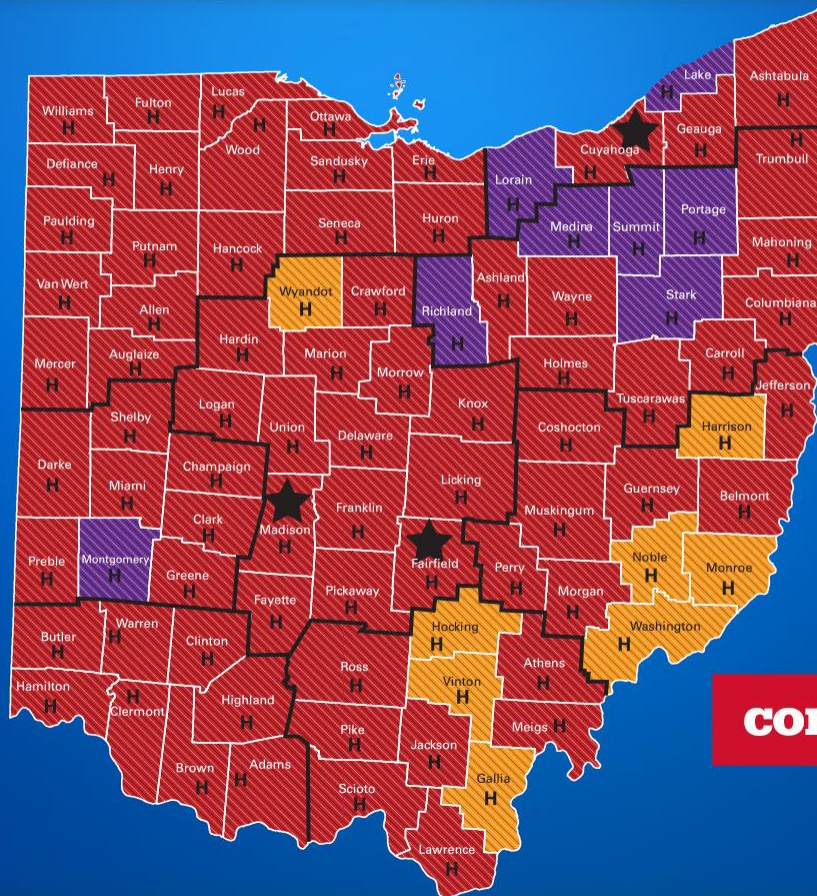 Lake
H
Ashtabula
H
Williams
H
Fulton
H
Lucas
H
H
Wood
Ottawa
H
Cuyahoga
H
Geauga
H
H
Trumbull
Defiance H
Henry
H
Sandusky
H
Erie
H
Lorain
H
Paulding
H
Putnam
H
Hancock
H
Seneca
H
Huron
H
Medina
H
Summit
H
Portage
H
Mahoning
H
Van Wert
H
Allen
H
Wyandot
H
Crawford
H
Richland
H
Ashland
H
Wayne
H
Stark
H
Columbiana
H
Mercer
H
Auglaize
H
Hardin
H
Marion
H
Morrow
H
Holmes
H
Tuscarawas
H
Carroll
H
Jefferson
H
Shelby
H
Logan
H
Union
H
Delaware
H
Knox
H
Coshocton
H
Harrison
H
Darke
H
Miami
H
Champaign
H
Clark
H
Madison
H
Franklin
H
Licking
H
Muskingum
H
Guernsey
H
Belmont
H
Preble
H
Montgomery
H
Greene
H
Fayette
H
Pickaway
H
Fairfield
H
Perry
H
Morgan
H
Noble
H
Monroe
H
Butler
H
Warren
H
Clinton
H
Ross
H
Hocking
H
Vinton
H
Athens
H
Washington
H
Hamilton
H
H
Clermont
Highland
H
Pike
H
Jackson
H
Meigs H
COI
Brown
H
Adams
H
Scioto
H
Gallia
H
Lawrence
H